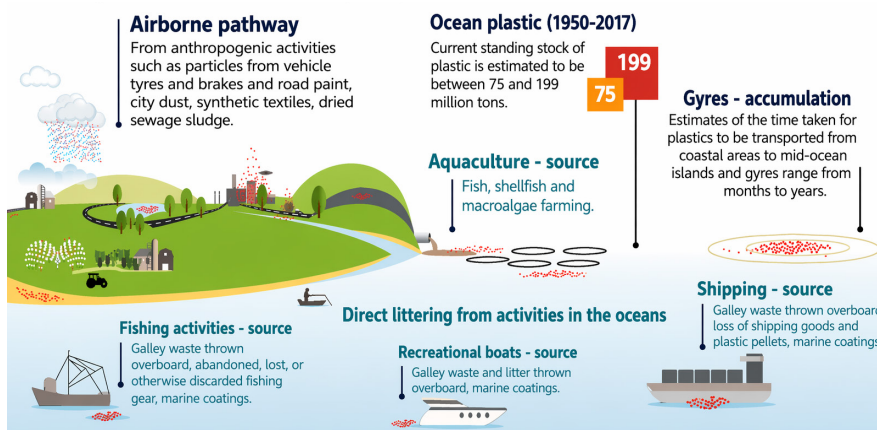 Airborne pathway
From anthropogenic activities
such as particles from vehicle
tyres and brakes and road paint,
city dust, synthetic textiles, dried
sewage sludge.
Ocean plastic (1950-2017)
Current standing stock of
plastic is estimated to be
between 75 and 199
million tons.
199
75
Gyres - accumulation
Estimates of the time taken for
plastics to be transported from
coastal areas to mid-ocean
islands and gyres range from
months to years.
Aquaculture - source
Fish, shellfish and
macroalgae farming.
Shipping - source
Galley waste thrown overboard
loss of shipping goods and
plastic pellets, marine coatings
Direct littering from activities in the oceans
Fishing activities - source
Galley waste thrown
overboard, abandoned, lost, or
otherwise discarded fishing
gear, marine coatings.
Recreational boats - source
Galley waste and litter thrown
overboard, marine coatings.